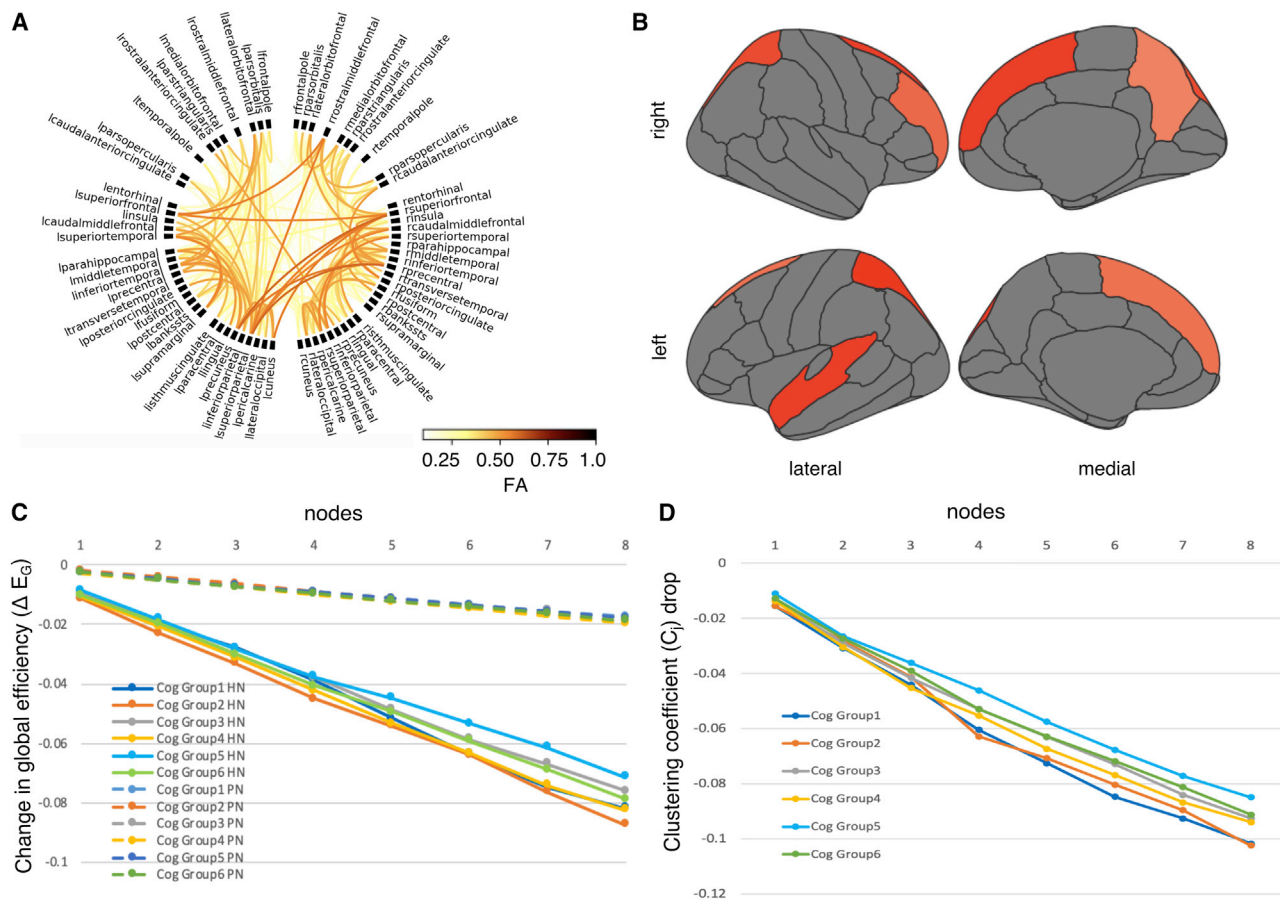 A
lrostralanteriorcingulate
lparstriangularis
lmedialorbitofrontal
lrostralmiddlefrontal
llateralorbitofrontal
lparsorbitalis
lfrontalpole
rfrontalpole
rparsorbitalis
rlateralorbitofrontal
rrostralmiddlefrontal
rmedialorbitofrontal
rparstriangularis
rrostralanteriorcingulate
ltemporalpole
rtemporalpole
lparsopercularis
lcaudalanteriorcingulate
rparsopercularis
rcaudalanteriorcingulate
lentorhinal
lsuperiorfrontal
linsula
lcaudalmiddlefrontal
lsuperiortemporal
rentorhinal
rsuperiorfrontal
rinsula
rcaudalmiddlefrontal
rsuperiortemporal
rparahippocampal
rmiddletemporal
rinferiortemporal
rprecentral
rtransversetemporal
rposteriorcingulate
rfusiform
rpostcentral
rbankssts
rsupramarginal
lparahippocampal
lmiddletemporal
linferiortemporal
lprecentral
ltransversetemporal
lposteriorcingulate
lfusiform
lpostcentral
lbankssts
lsupramarginal
listhmuscingulate
lparacentral
llingual
lprecuneus
linferiorparietal
lsuperiorparietal
lpericalcarine
llateraloccipital
lcuneus
rcuneus
rlateraloccipital
rpericalcarine
rsuperiorparietal
rinferiorparietal
rprecuneus
rlingual
rparacentral
risthmuscingulate
0.25 0.50 0.75 1.0
FA
B
right
left
lateral medial
C
nodes
1 2 3 4 5 6 7 8
Change in global efficiency (Δ EG)
0
-0.02
-0.04
-0.06
-0.08
-0.1
Cog Group1 HN
Cog Group2 HN
Cog Group3 HN
Cog Group4 HN
Cog Group5 HN
Cog Group6 HN
Cog Group1 PN
Cog Group2 PN
Cog Group3 PN
Cog Group4 PN
Cog Group5 PN
Cog Group6 PN
D
nodes
1 2 3 4 5 6 7 8
Clustering coefficient (Cj) drop
0
-0.02
-0.04
-0.06
-0.08
-0.1
-0.12
Cog Group1
Cog Group2
Cog Group3
Cog Group4
Cog Group5
Cog Group6